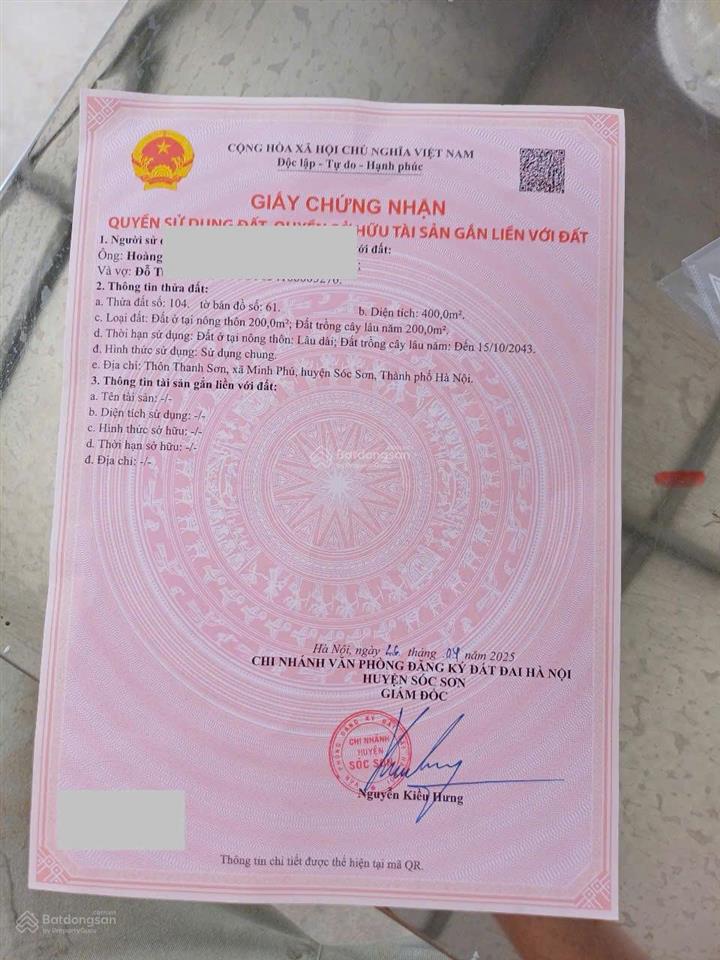 CỘNG HÒA XÃ HỘI CHỦ NGHĨA VIỆT NAM
Độc lập - Tự do - Hạnh phúc
GIẤY CHỨNG NHẬN
QUYỀN SỬ DỤNG ĐẤT, QUYỀN SỞ HỮU TÀI SẢN GẮN LIỀN VỚI ĐẤT
1. Người sử
với đất:
Ông: Hoàng
Và vợ: Đỗ
2. Thông tin thửa đất:
a. Thửa đất số: 104. tờ bản đồ số: 61. b. Diện tích: 400,0m².
c. Loại đất: Đất ở tại nông thôn 200,0m²; Đất trồng cây lâu năm 200,0m².
d. Thời hạn sử dụng: Đất ở tại nông thôn: Lâu dài; Đất trồng cây lâu năm: Đến 15/10/2043.
đ. Hình thức sử dụng: Sử dụng chung.
e. Địa chỉ: Thôn Thanh Sơn, xã Minh Phú, huyện Sóc Sơn, Thành phố Hà Nội.
3. Thông tin tài sản gắn liền với đất:
a. Tên tài sản: -/-
b. Diện tích sử dụng: -/-
c. Hình thức sở hữu: -/-
d. Thời hạn sở hữu: -/-
đ. Địa chỉ: -/-
Batdongsan
Hà Nội, ngày 26 tháng 04 năm 2025
CHI NHÁNH VĂN PHÒNG ĐĂNG KÝ ĐẤT ĐAI HÀ NỘI
HUYỆN SÓC SƠN
GIÁM ĐỐC
CHI NHÁNH
HUYỆN
SÓC SƠN
Nguyễn Kiều Hưng
Thông tin chi tiết được thể hiện tại mã QR.
Batdongsan
by PropertyGuru